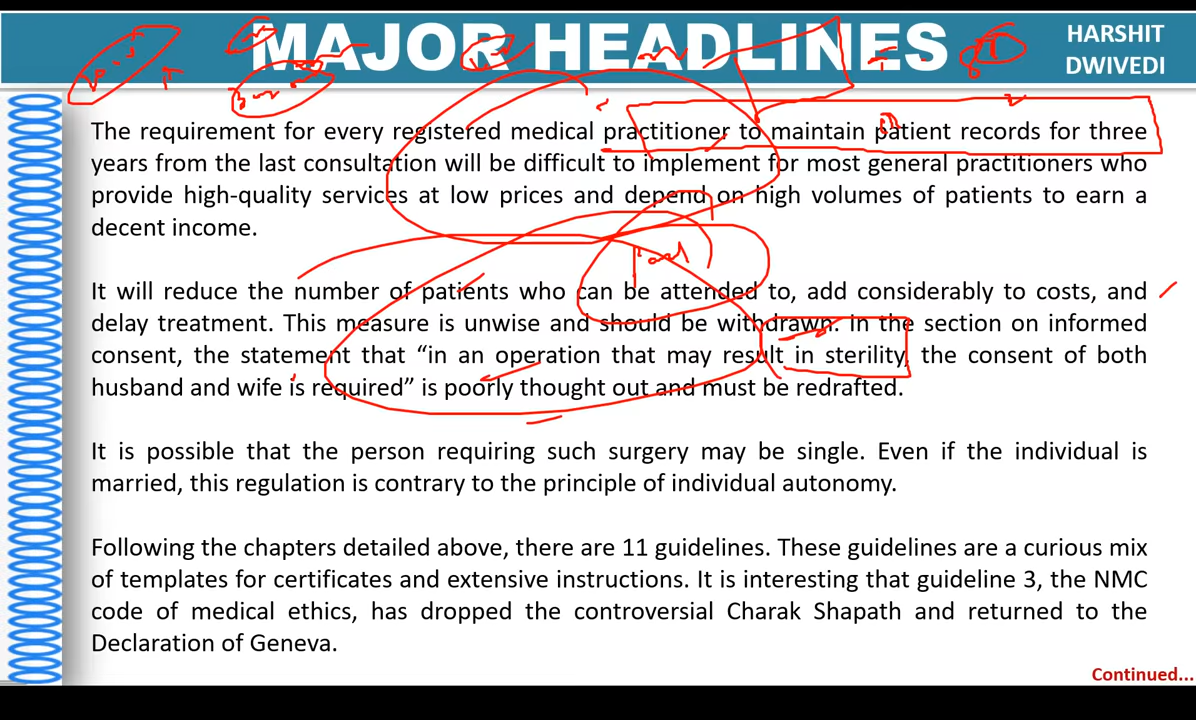 MAJOR HEADLINES
HARSHIT
DWIVEDI
The requirement for every registered medical practitioner to maintain patient records for three
years from the last consultation will be difficult to implement for most general practitioners who
provide high-quality services at low prices and depend on high volumes of patients to earn a
decent income.
It will reduce the number of patients who can be attended to, add considerably to costs, and
delay treatment. This measure is unwise and should be withdrawn. In the section on informed
consent, the statement that “in an operation that may result in sterility, the consent of both
husband and wife is required” is poorly thought out and must be redrafted.
It is possible that the person requiring such surgery may be single. Even if the individual is
married, this regulation is contrary to the principle of individual autonomy.
Following the chapters detailed above, there are 11 guidelines. These guidelines are a curious mix
of templates for certificates and extensive instructions. It is interesting that guideline 3, the NMC
code of medical ethics, has dropped the controversial Charak Shapath and returned to the
Declaration of Geneva.
Continued...